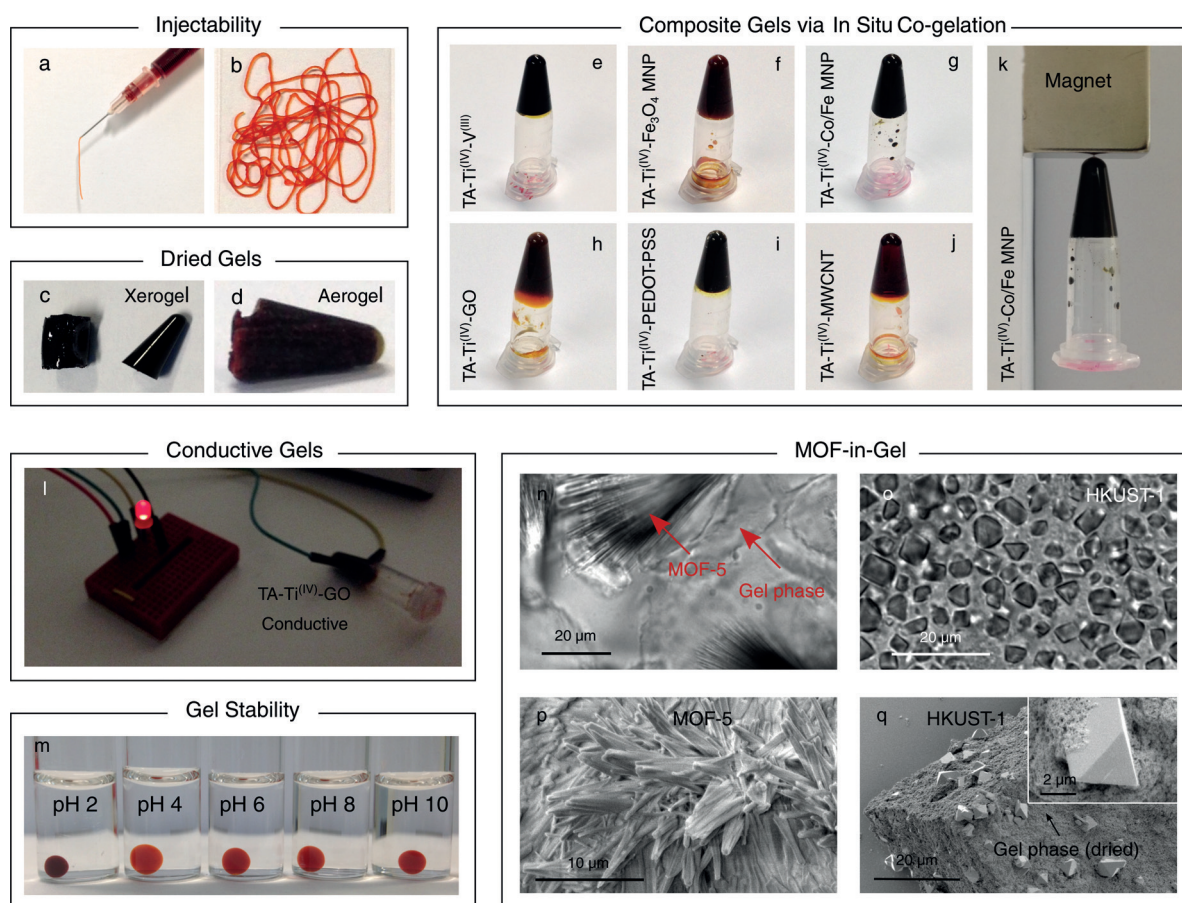 Injectability
a
b
Composite Gels via In Situ Co-gelation
e
TA-Ti(IV)-V(III)
f
TA-Ti(IV)-Fe3O4 MNP
g
TA-Ti(IV)-Co/Fe MNP
h
TA-Ti(IV)-GO
i
TA-Ti(IV)-PEDOT-PSS
j
TA-Ti(IV)-MWCNT
k
Magnet
TA-Ti(IV)-Co/Fe MNP
Dried Gels
c
Xerogel
d
Aerogel
Conductive Gels
l
TA-Ti(IV)-GO
Conductive
Gel Stability
m
pH 2
pH 4
pH 6
pH 8
pH 10
MOF-in-Gel
n
MOF-5
Gel phase
20 µm
o
HKUST-1
20 µm
p
MOF-5
10 µm
q
HKUST-1
2 µm
Gel phase (dried)
20 µm